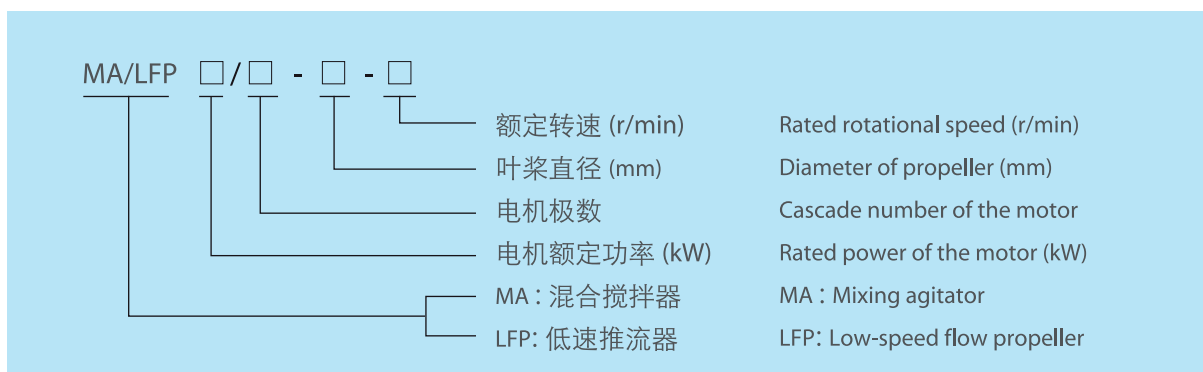 MA/LFP □/□ - □ - □
额定转速 (r/min) Rated rotational speed (r/min)
叶桨直径 (mm) Diameter of propeller (mm)
电机极数 Cascade number of the motor
电机额定功率 (kW) Rated power of the motor (kW)
MA : 混合搅拌器 MA : Mixing agitator
LFP: 低速推流器 LFP: Low-speed flow propeller